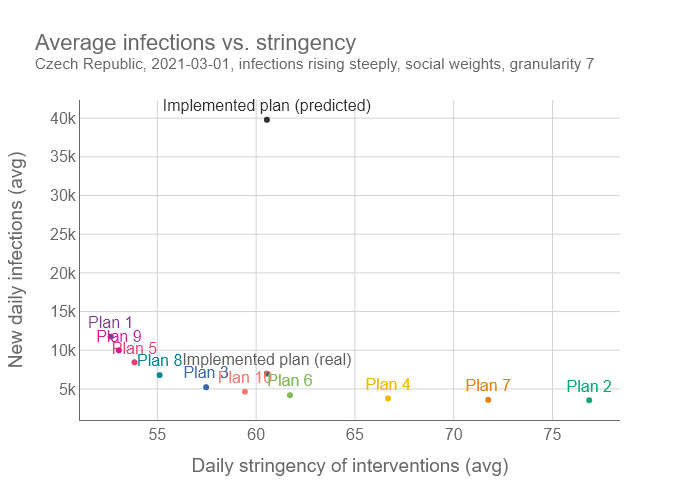 Average infections vs. stringency
Czech Republic, 2021-03-01, infections rising steeply, social weights, granularity 7
Implemented plan (predicted)
40k
35k
30k
25k
20k
15k
10k
5k
New daily infections (avg)
Plan 1
Plan 9
Plan 5
Plan 8
Implemented plan (real)
Plan 3
Plan 10
Plan 6
Plan 4
Plan 7
Plan 2
55
60
65
70
75
Daily stringency of interventions (avg)